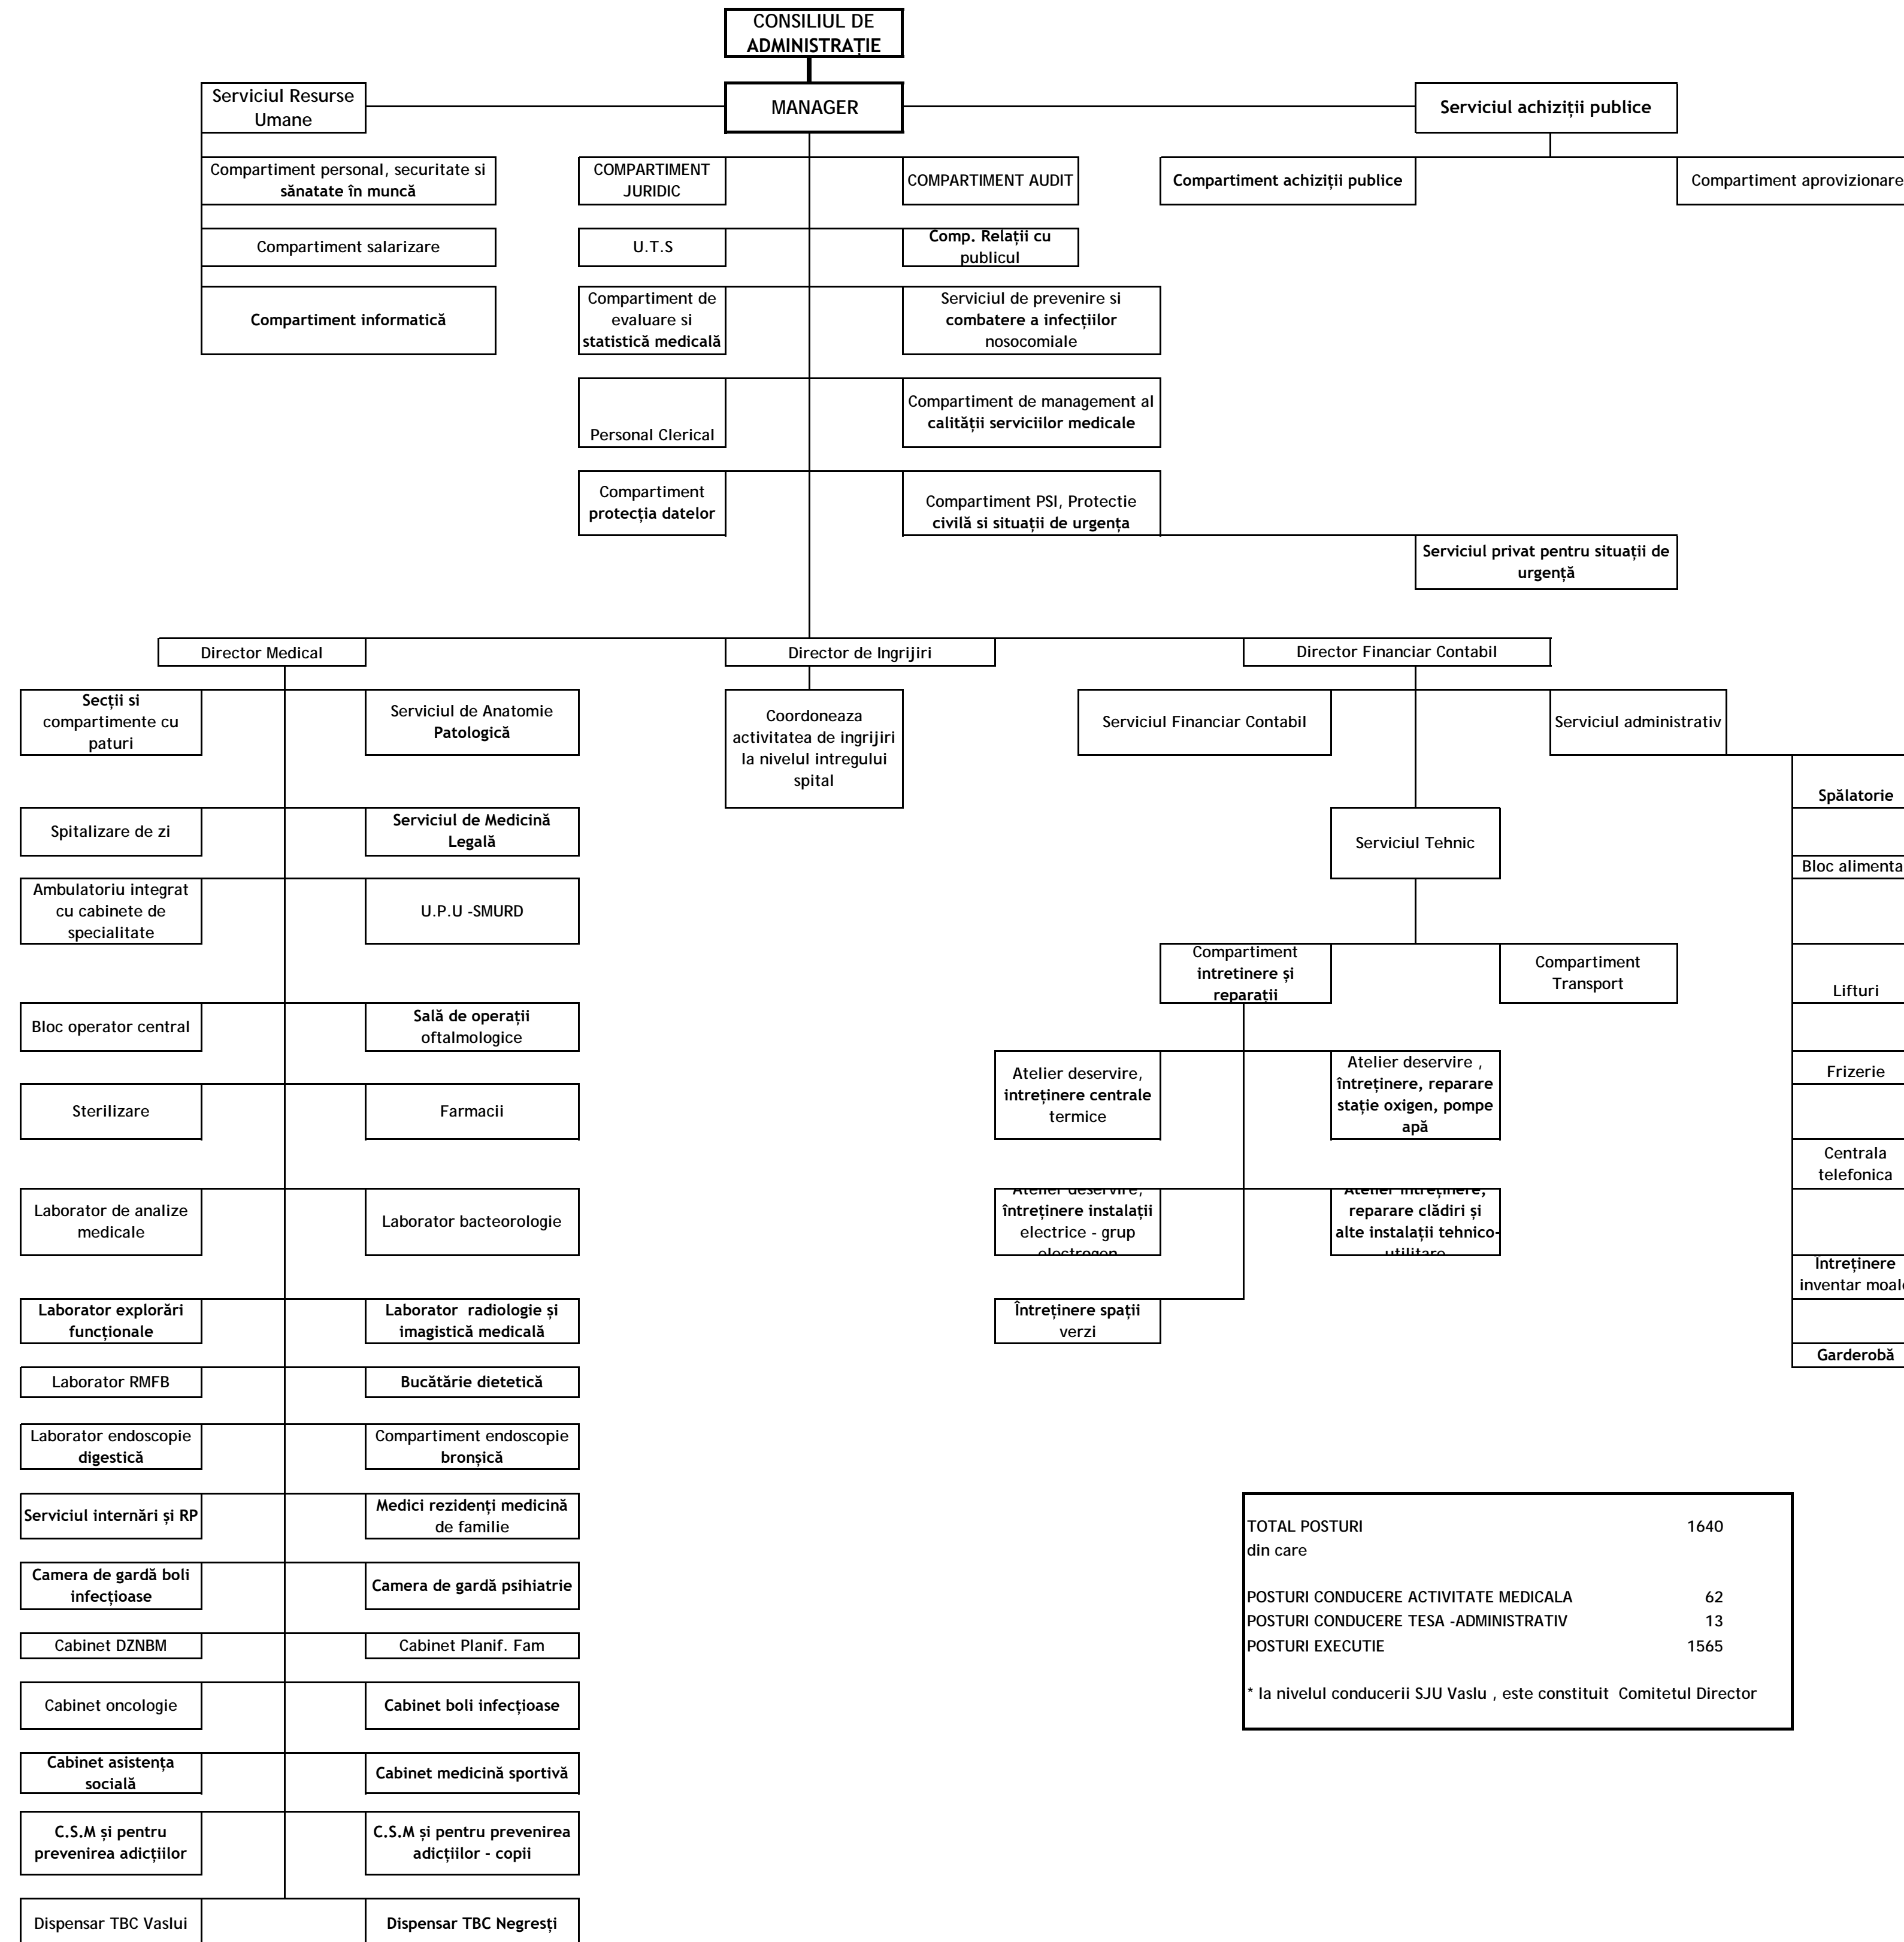 CONSILIUL DE
ADMINISTRAȚIE
Serviciul Resurse
Umane
MANAGER
Serviciul achiziții publice
Compartiment personal, securitate si
sănatate în muncă
COMPARTIMENT
JURIDIC
COMPARTIMENT AUDIT
Compartiment achiziții publice
Compartiment aprovizionare
Compartiment salarizare
U.T.S
Comp. Relații cu
publicul
Compartiment informatică
Compartiment de
evaluare si
statistică medicală
Serviciul de prevenire si
combatere a infecțiilor
nosocomiale
Personal Clerical
Compartiment de management al
calității serviciilor medicale
Compartiment
protecția datelor
Compartiment PSI, Protectie
civilă si situații de urgența
Serviciul privat pentru situații de
urgență
Director Medical
Director de Ingrijiri
Director Financiar Contabil
Secții si
compartimente cu
paturi
Serviciul de Anatomie
Patologică
Coordoneaza
activitatea de ingrijiri
la nivelul intregului
spital
Serviciul Financiar Contabil
Serviciul administrativ
Spălatorie
Spitalizare de zi
Serviciul de Medicină
Legală
Serviciul Tehnic
Bloc alimenta
Ambulatoriu integrat
cu cabinete de
specialitate
U.P.U -SMURD
Compartiment
intretinere și
reparații
Compartiment
Transport
Lifturi
Bloc operator central
Sală de operații
oftalmologice
Atelier deservire,
intreținere centrale
termice
Atelier deservire ,
întreținere, reparare
stație oxigen, pompe
apă
Frizerie
Sterilizare
Farmacii
Centrala
telefonica
Laborator de analize
medicale
Laborator bacteorologie
Atelier deservire,
întreținere instalații
electrice - grup
electrogen
Atelier întreținere,
reparare clădiri și
alte instalații tehnico-
utilitare
Intreținere
inventar moale
Laborator explorări
funcționale
Laborator  radiologie și
imagistică medicală
Întreținere spații
verzi
Garderobă
Laborator RMFB
Bucătărie dietetică
Laborator endoscopie
digestică
Compartiment endoscopie
bronșică
Serviciul internări și RP
Medici rezidenți medicină
de familie
TOTAL POSTURI 1640
din care
POSTURI CONDUCERE ACTIVITATE MEDICALA 62
POSTURI CONDUCERE TESA -ADMINISTRATIV 13
POSTURI EXECUTIE 1565
* la nivelul conducerii SJU Vaslu , este constituit  Comitetul Director
Camera de gardă boli
infecțioase
Camera de gardă psihiatrie
Cabinet DZNBM
Cabinet Planif. Fam
Cabinet oncologie
Cabinet boli infecțioase
Cabinet asistența
socială
Cabinet medicină sportivă
C.S.M și pentru
prevenirea adicțiilor
C.S.M și pentru prevenirea
adicțiilor - copii
Dispensar TBC Vaslui
Dispensar TBC Negrești